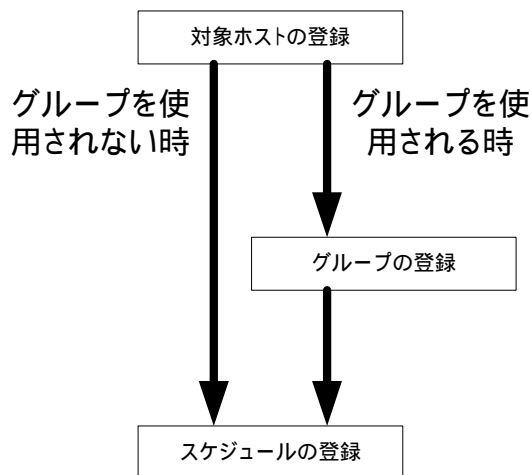 対象ホストの登録
グループを使
用されない時
グループを使
用される時
グループの登録
スケジュールの登録